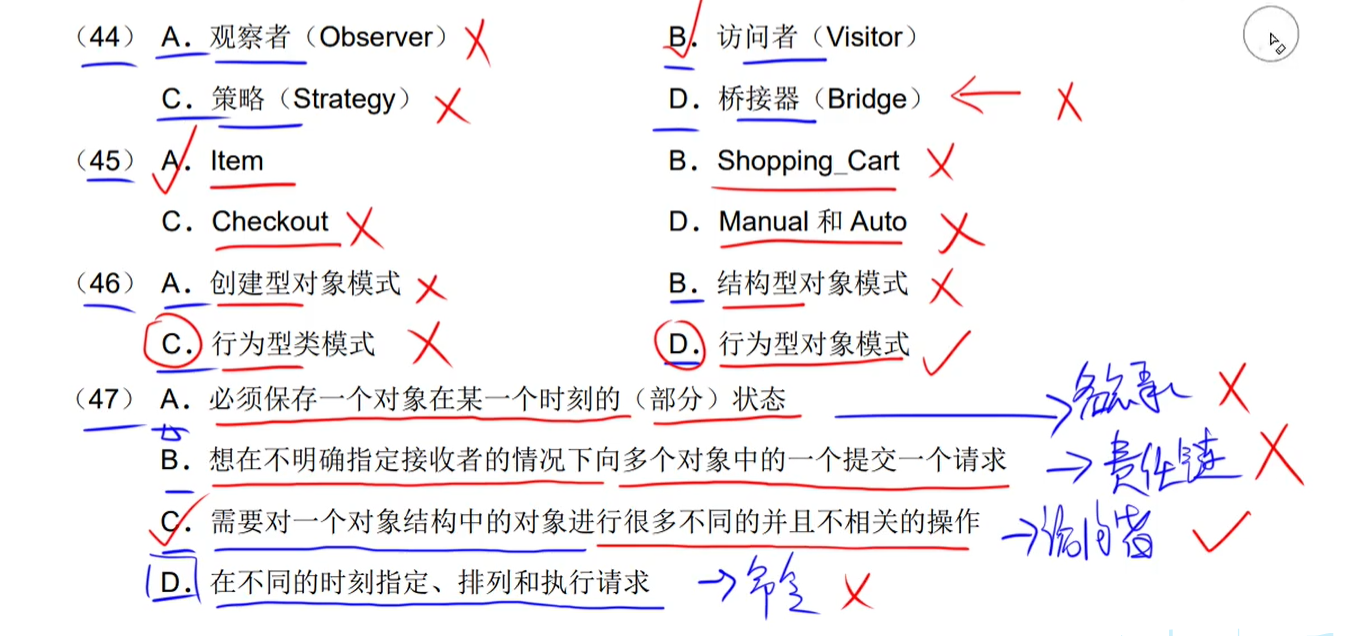 （44） A．观察者（Observer） B．访问者（Visitor）
C．策略（Strategy） D．桥接器（Bridge）
（45） A．Item B．Shopping_Cart
C．Checkout D．Manual 和 Auto
（46） A．创建型对象模式 B．结构型对象模式
C．行为型类模式 D．行为型对象模式
（47） A．必须保存一个对象在某一个时刻的（部分）状态
B．想在不明确指定接收者的情况下向多个对象中的一个提交一个请求 责任链
C．需要对一个对象结构中的对象进行很多不同的并且不相关的操作 访问者
D．在不同的时刻指定、排列和执行请求 命令